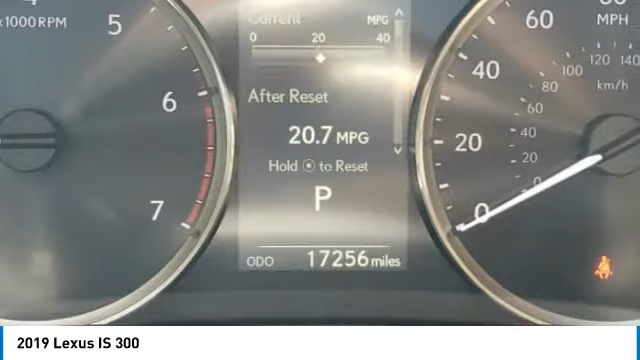 Current MPG
0 20 40
After Reset
20.7 MPG
Hold to Reset
P
ODO 17256 miles
x1000 RPM
4
5
6
7
MPH
80
60
40
20
0
km/h
140
120
100
80
60
40
20
0
2019 Lexus IS 300